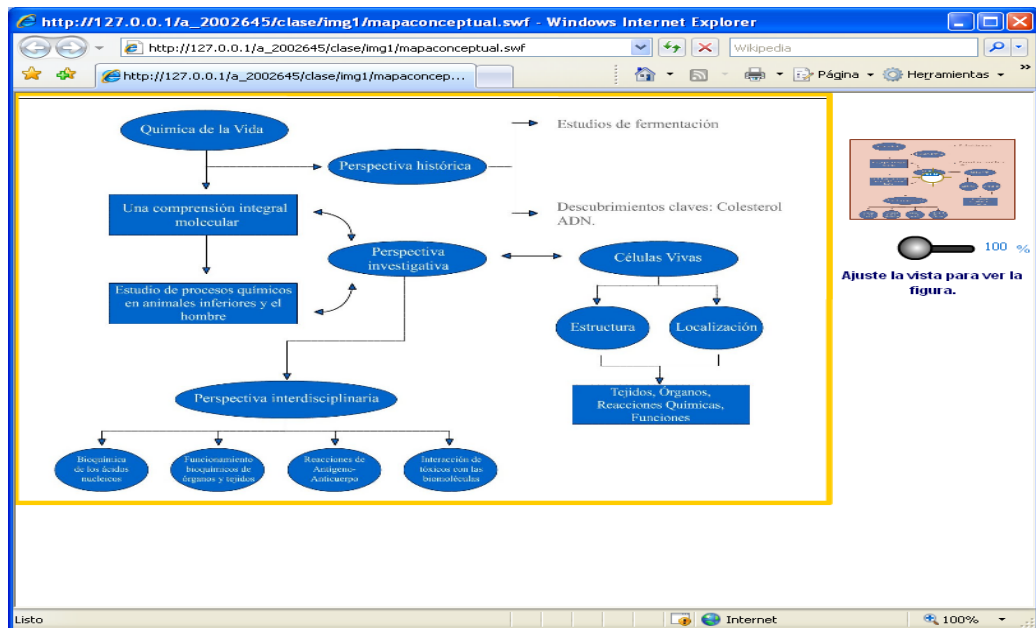 http://127.0.0.1/a_2002645/clase/img1/mapaconceptual.swf - Windows Internet Explorer
http://127.0.0.1/a_2002645/clase/img1/mapaconceptual.swf
Wikipedia
http://127.0.0.1/a_2002645/clase/img1/mapaconcep...
Página
Herramientas
»
Química de la Vida
Estudios de fermentación
Perspectiva histórica
Una comprensión integral
molecular
Descubrimientos claves: Colesterol
ADN.
Perspectiva
investigativa
Células Vivas
Estudio de procesos químicos
en animales inferiores y el
hombre
Estructura
Localización
Perspectiva interdisciplinaria
Tejidos, Órganos,
Reacciones Químicas,
Funciones
Bioquímica
de los ácidos
nucleicos
Funcionamiento
bioquímicos de
órganos y tejidos
Reacciones de
Antígeno-
Anticuerpo
Interacción de
tóxicos con las
biomoléculas
100 %
Ajuste la vista para ver la
figura.
Listo
Internet
100%